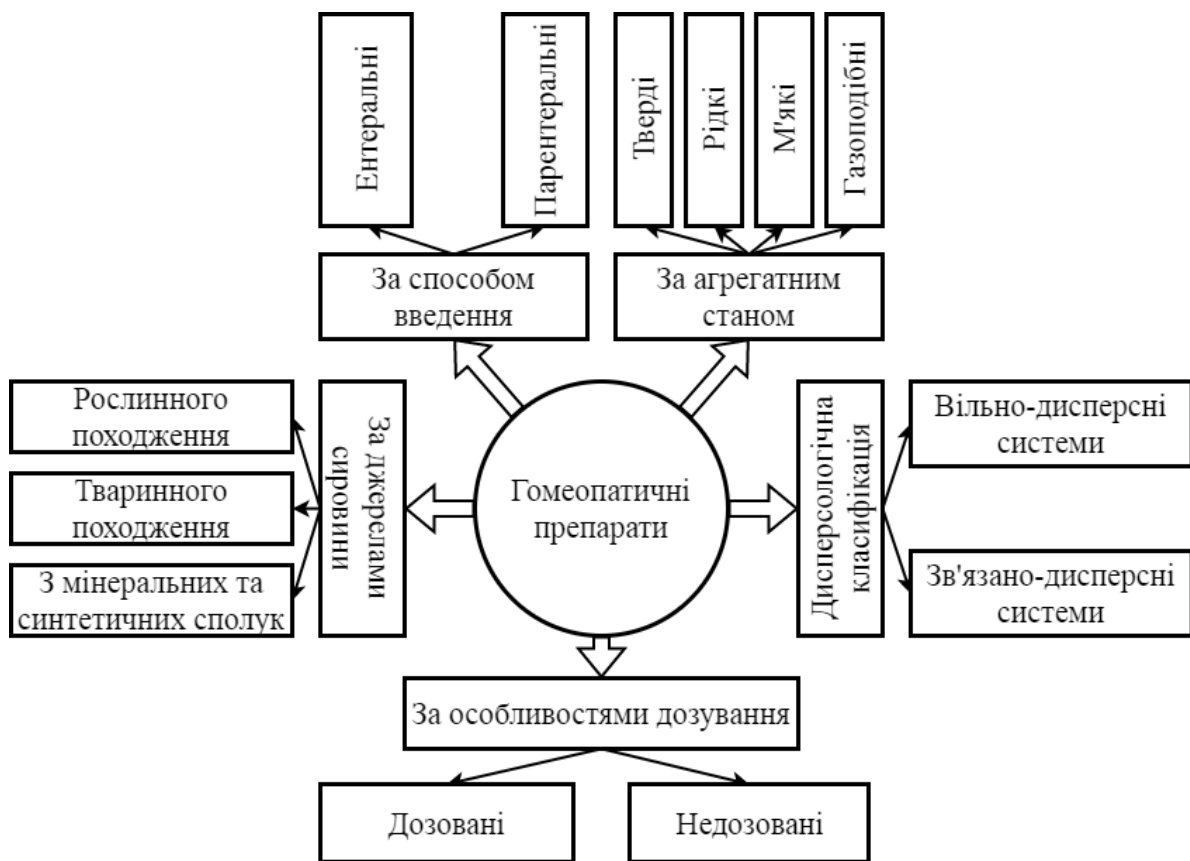 Ентеральні
Парентеральні
Тверді
Рідкі
М'які
Газоподібні
За способом
введення
За агрегатним
станом
Рослинного
походження
Тваринного
походження
З мінеральних та
синтетичних сполук
За джерелами
сировини
Гомеопатичні
препарати
Дисперсологічна
класифікація
Вільно-дисперсні
системи
Зв'язано-дисперсні
системи
За особливостями дозування
Дозовані
Недозовані